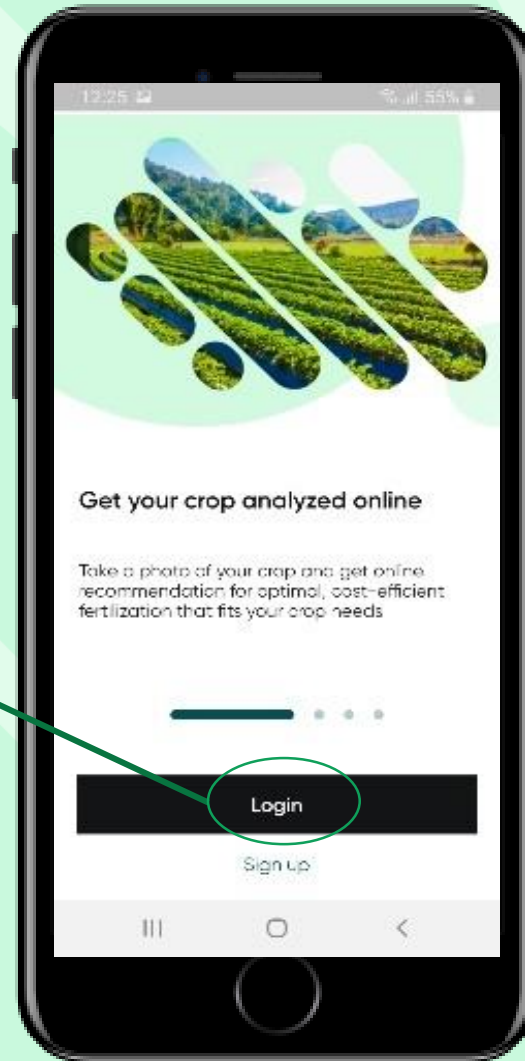 12:25
55%
Get your crop analyzed online
Take a photo of your crop and get online
recommendation for optimal, cost-efficient
fertilization that fits your crop needs
Login
Sign up